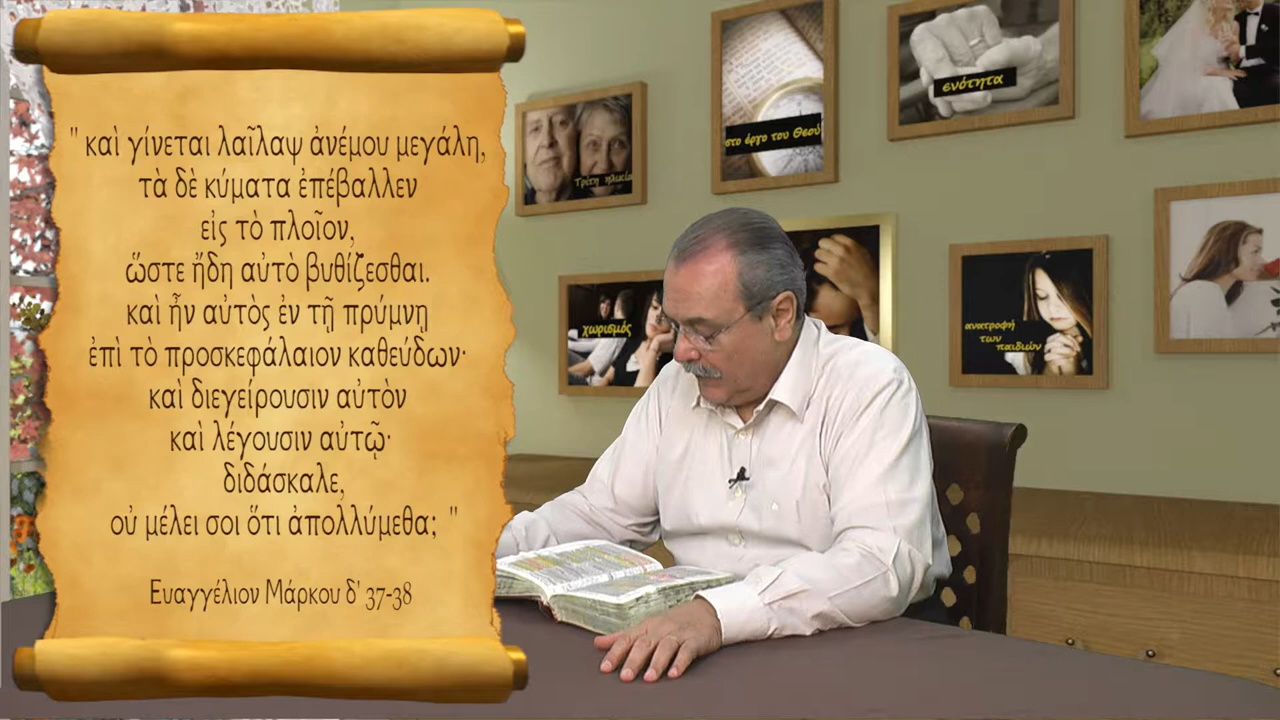 " καὶ γίνεται λαῖλαψ ἀνέμου μεγάλη,
τὰ δὲ κύματα ἐπέβαλλεν
εἰς τὸ πλοῖον,
ὥστε ἤδη αὐτὸ βυθίζεσθαι.
καὶ ἦν αὐτὸς ἐν τῇ πρύμνῃ
ἐπὶ τὸ προσκεφάλαιον καθεύδων·
καὶ διεγείρουσιν αὐτὸν
καὶ λέγουσιν αὐτῷ·
διδάσκαλε,
οὐ μέλει σοι ὅτι ἀπολλύμεθα; "
Ευαγγέλιον Μάρκου δ' 37-38
Τρίτη ηλικία
στο έργο του Θεού
ενότητα
χωρισμός
ανατροφή
των
παιδιών